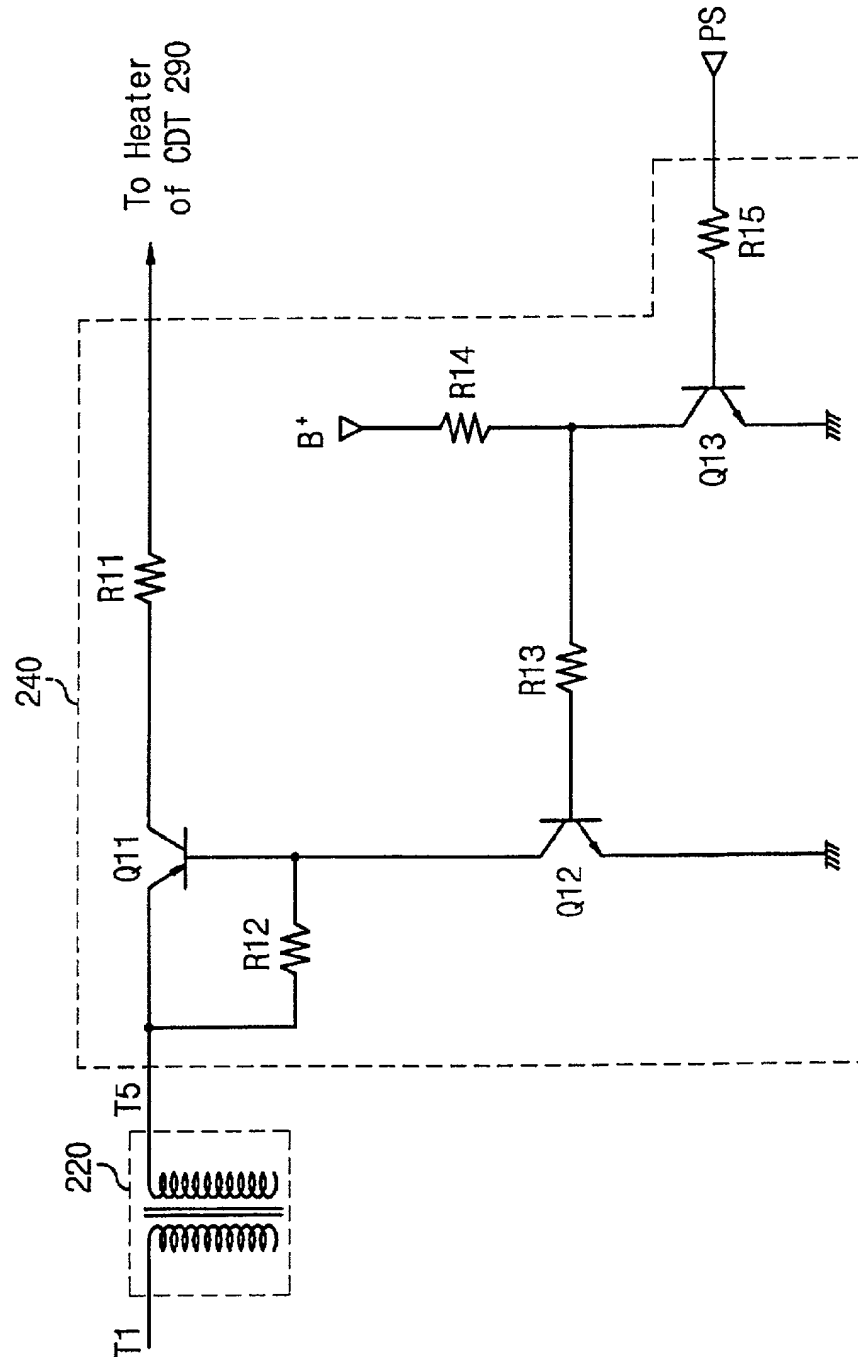 To Heater
of CDT 290
PS
R15
R14
B+
Q13
R11
R13
240
Q11
Q12
R12
T5
220
T1